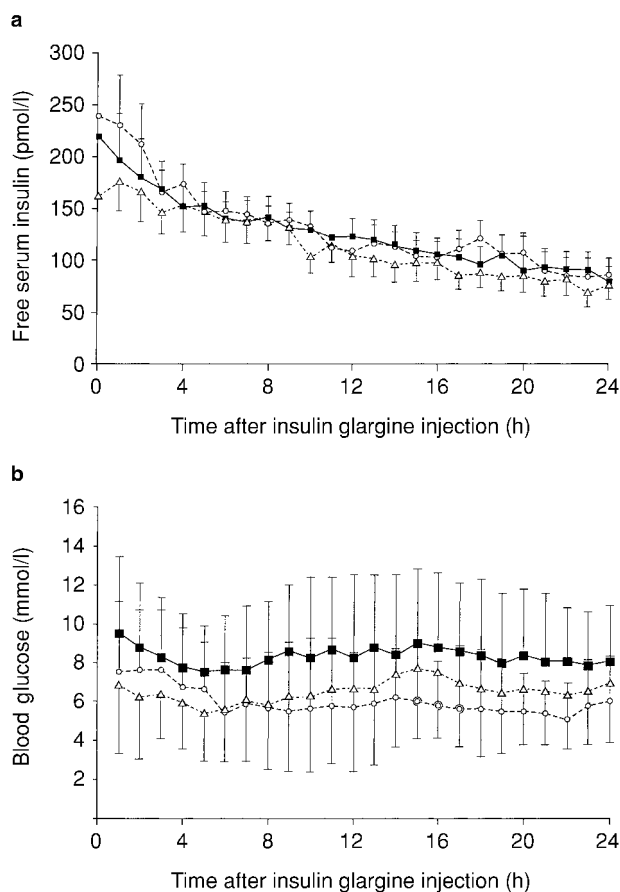 a
Free serum insulin (pmol/l)
300
250
200
150
100
50
0
0 4 8 12 16 20 24
Time after insulin glargine injection (h)
b
Blood glucose (mmol/l)
16
14
12
10
8
6
4
2
0 4 8 12 16 20 24
Time after insulin glargine injection (h)